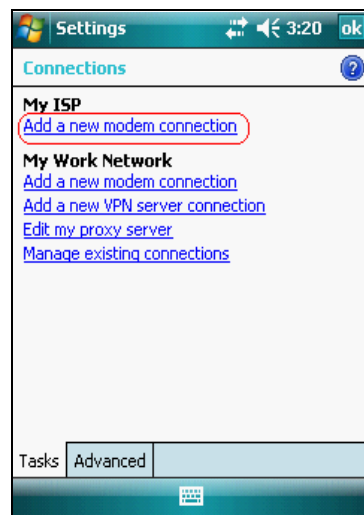 Settings 3:20 ok
Connections ?
My ISP
Add a new modem connection
My Work Network
Add a new modem connection
Add a new VPN server connection
Edit my proxy server
Manage existing connections
Tasks Advanced